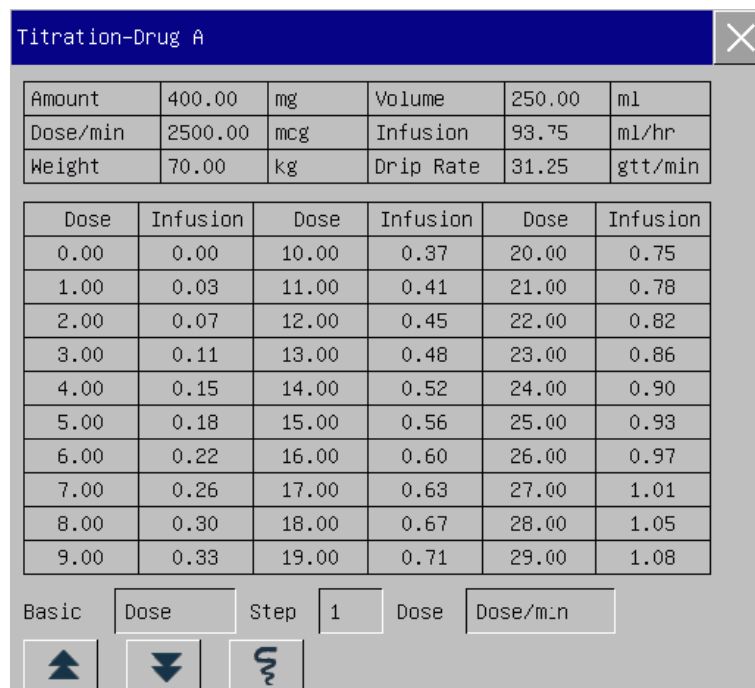 Titration-Drug A
Amount 400.00 mg Volume 250.00 ml
Dose/min 2500.00 mcg Infusion 93.75 ml/hr
Weight 70.00 kg Drip Rate 31.25 gtt/min
Dose Infusion Dose Infusion Dose Infusion
0.00 0.00 10.00 0.37 20.00 0.75
1.00 0.03 11.00 0.41 21.00 0.78
2.00 0.07 12.00 0.45 22.00 0.82
3.00 0.11 13.00 0.48 23.00 0.86
4.00 0.15 14.00 0.52 24.00 0.90
5.00 0.18 15.00 0.56 25.00 0.93
6.00 0.22 16.00 0.60 26.00 0.97
7.00 0.26 17.00 0.63 27.00 1.01
8.00 0.30 18.00 0.67 28.00 1.05
9.00 0.33 19.00 0.71 29.00 1.08
Basic Dose Step 1 Dose Dose/min